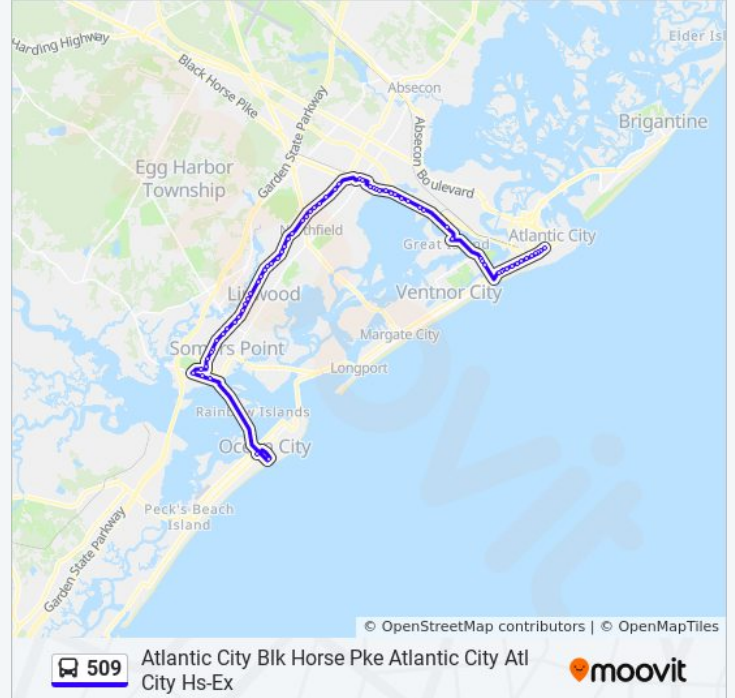 Harding Highway
Elder Isl
Black Horse Pike
Absecon
Brigantine
Garden State Parkway
Absecon Boulevard
Egg Harbor
Township
Northfield
Atlantic City
Great Island
Linwood
Ventnor City
Margate City
Somers Point
Longport
Rainbow Islands
Ocean City
Peck's Beach
Island
Garden State Parkway
moovit
© OpenStreetMap contributors | © OpenMapTiles
509
Atlantic City Blk Horse Pke Atlantic City Atl
City Hs-Ex
moovit